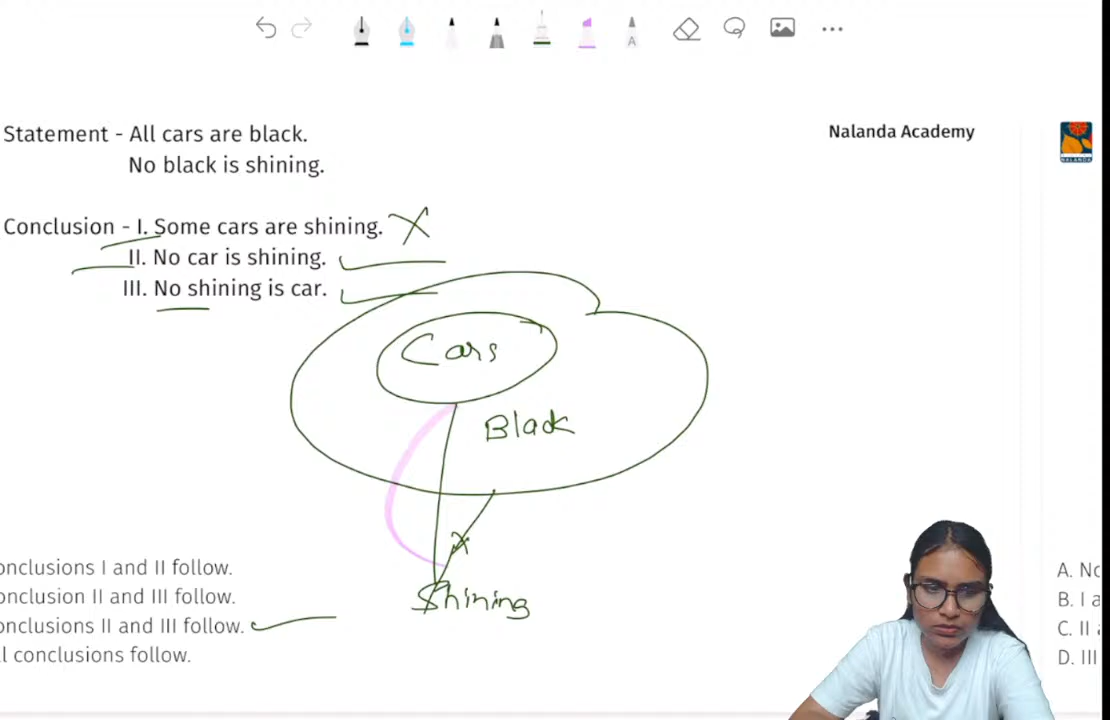 Statement - All cars are black.
No black is shining.
Nalanda Academy
NALANDA
Conclusion - I. Some cars are shining.
II. No car is shining.
III. No shining is car.
Cars
Black
Shining
onclusions I and II follow.
onclusion II and III follow.
onclusions II and III follow.
l conclusions follow.
A. No
B. I a
C. II
D. III
A